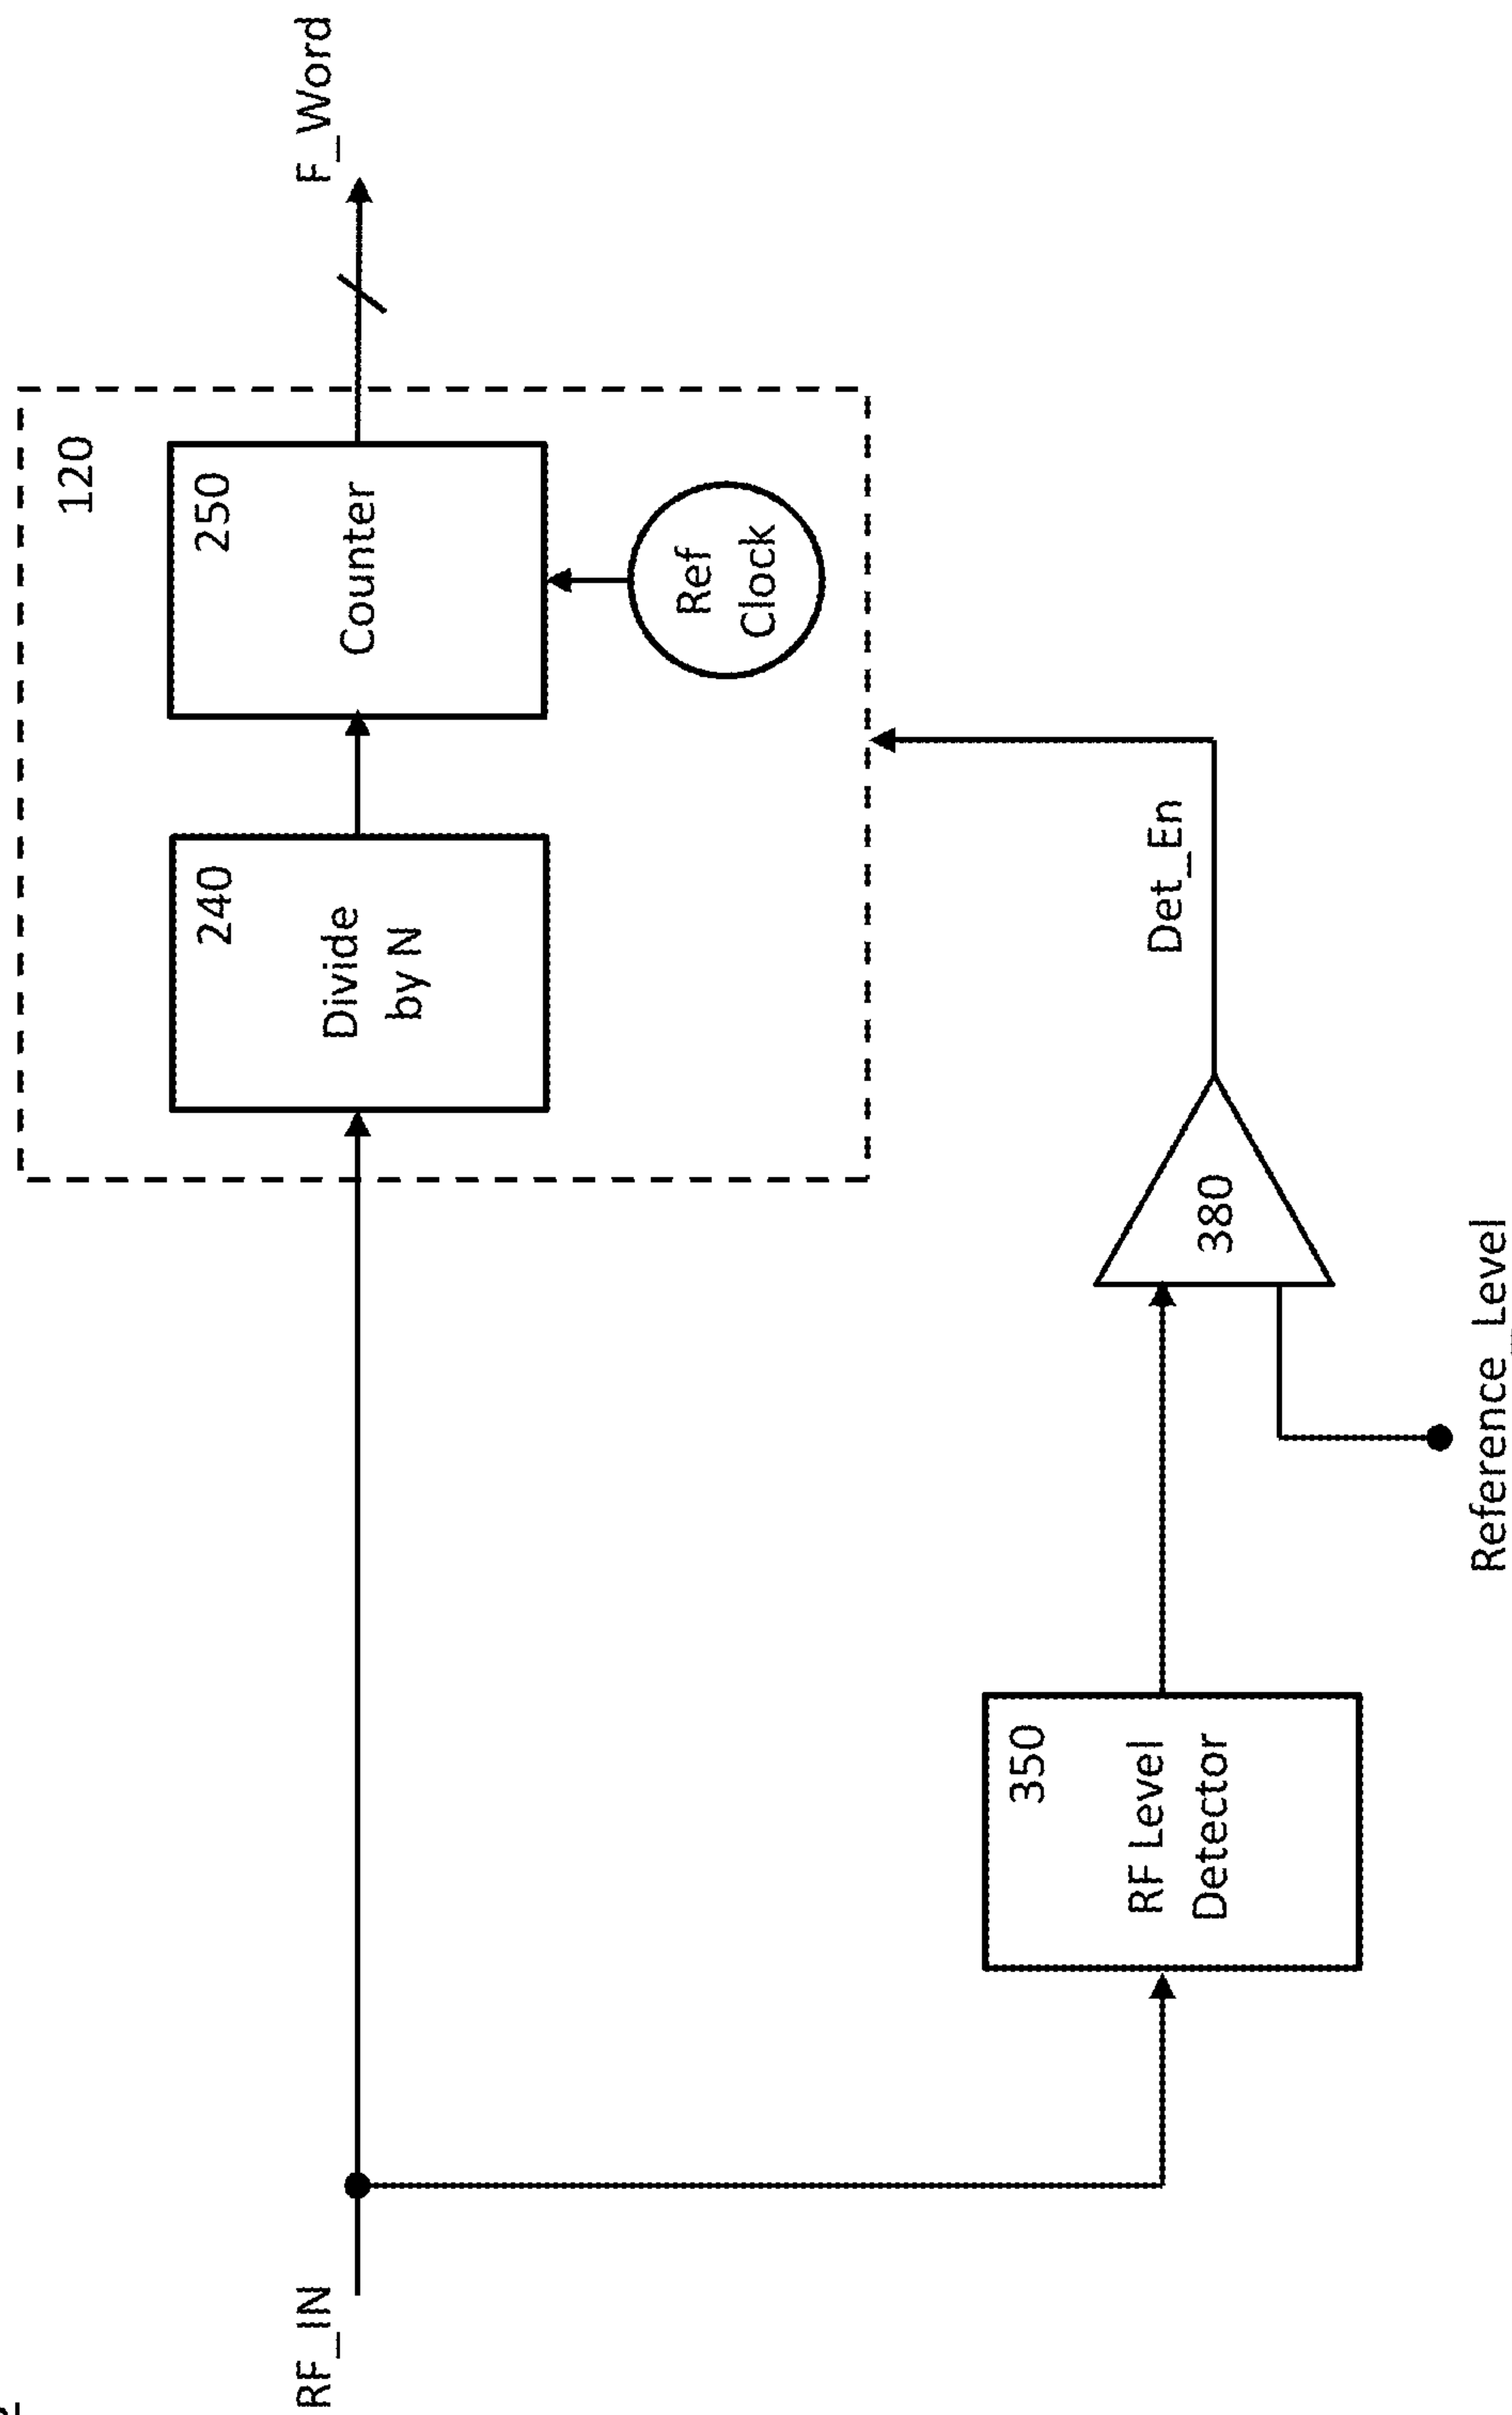 120
RF_IN
240
Divide
by N
250
Counter
F_Word
Ref
Clock
350
RF Level
Detector
380
Det_En
Reference_Level